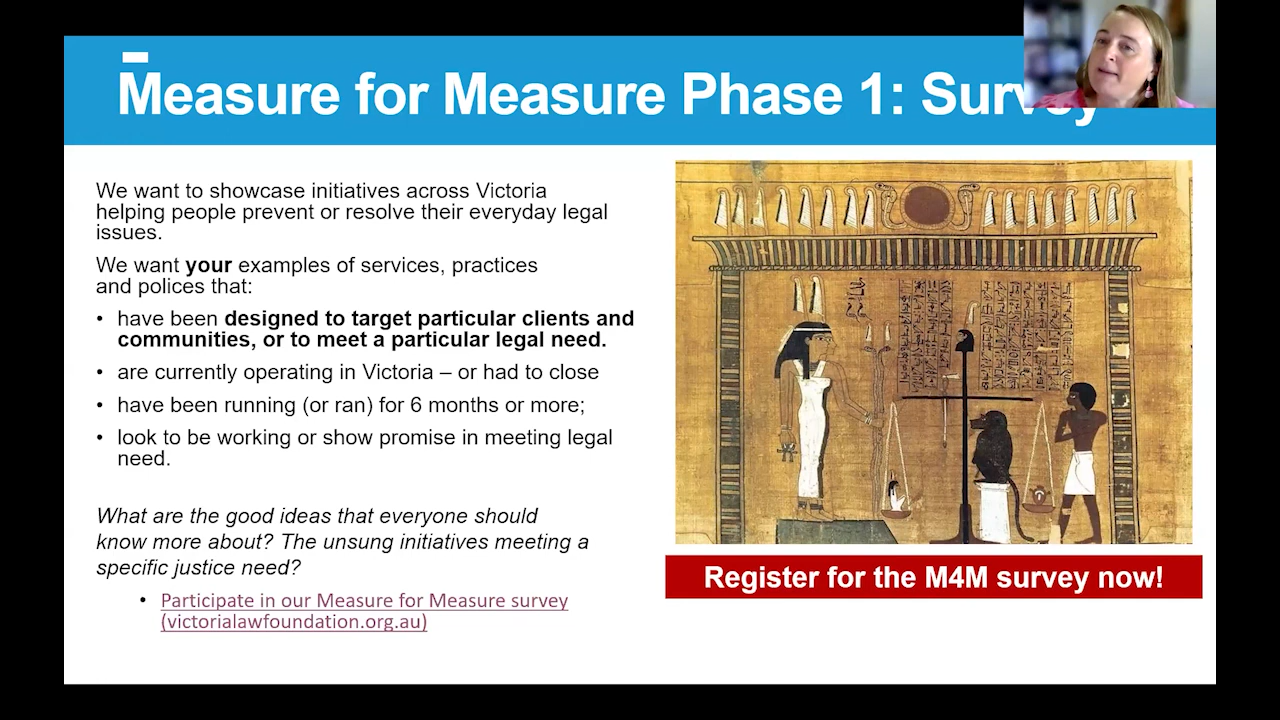 Measure for Measure Phase 1: Survey
We want to showcase initiatives across Victoria
helping people prevent or resolve their everyday legal
issues.
We want your examples of services, practices
and polices that:
• have been designed to target particular clients and
communities, or to meet a particular legal need.
• are currently operating in Victoria – or had to close
• have been running (or ran) for 6 months or more;
• look to be working or show promise in meeting legal
need.
What are the good ideas that everyone should
know more about? The unsung initiatives meeting a
specific justice need?
• Participate in our Measure for Measure survey
(victorialawfoundation.org.au)
Register for the M4M survey now!